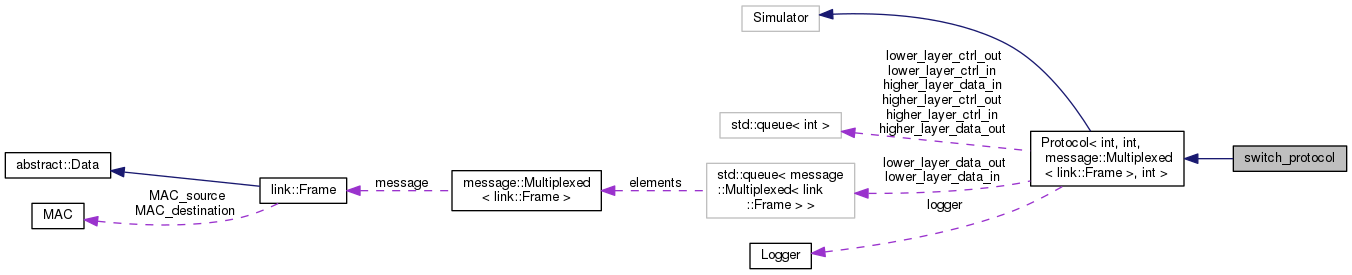 Simulator
lower_layer_ctrl_out
lower_layer_ctrl_in
higher_layer_data_in
higher_layer_ctrl_out
higher_layer_ctrl_in
higher_layer_data_out
std::queue< int >
Protocol< int, int,
message::Multiplexed
< link::Frame >, int >
switch_protocol
abstract::Data
link::Frame
message
message::Multiplexed
< link::Frame >
elements
std::queue< message
::Multiplexed< link
::Frame > >
lower_layer_data_out
lower_layer_data_in
MAC_source
MAC_destination
MAC
logger
Logger